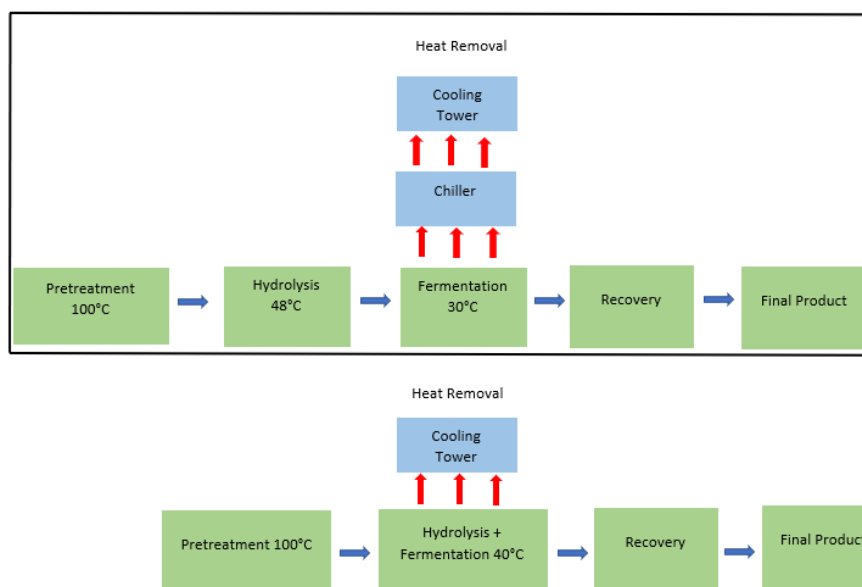 Heat Removal
Cooling
Tower
Chiller
Pretreatment
100°C
Hydrolysis
48°C
Fermentation
30°C
Recovery
Final Product
Heat Removal
Cooling
Tower
Pretreatment 100°C
Hydrolysis +
Fermentation 40°C
Recovery
Final Product